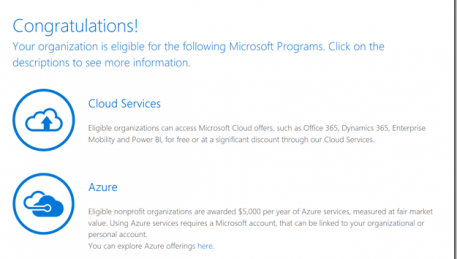 Congratulations!
Your organization is eligible for the following Microsoft Programs. Click on the
descriptions to see more information.
Cloud Services
Eligible organizations can access Microsoft Cloud offers, such as Office 365, Dynamics 365, Enterprise
Mobility and Power BI, for free or at a significant discount through our Cloud Services.
Azure
Eligible nonprofit organizations are awarded $5,000 per year of Azure services, measured at fair market
value. Using Azure services requires a Microsoft account, that can be linked to your organizational or
personal account.
You can explore Azure offerings here.